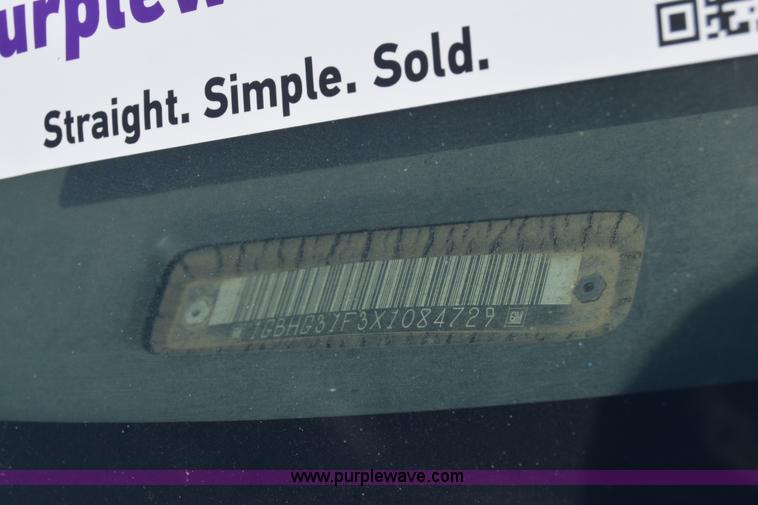 urplew
Straight. Simple. Sold.
1GBHG31F3X1084729 GM
www.purplewave.com